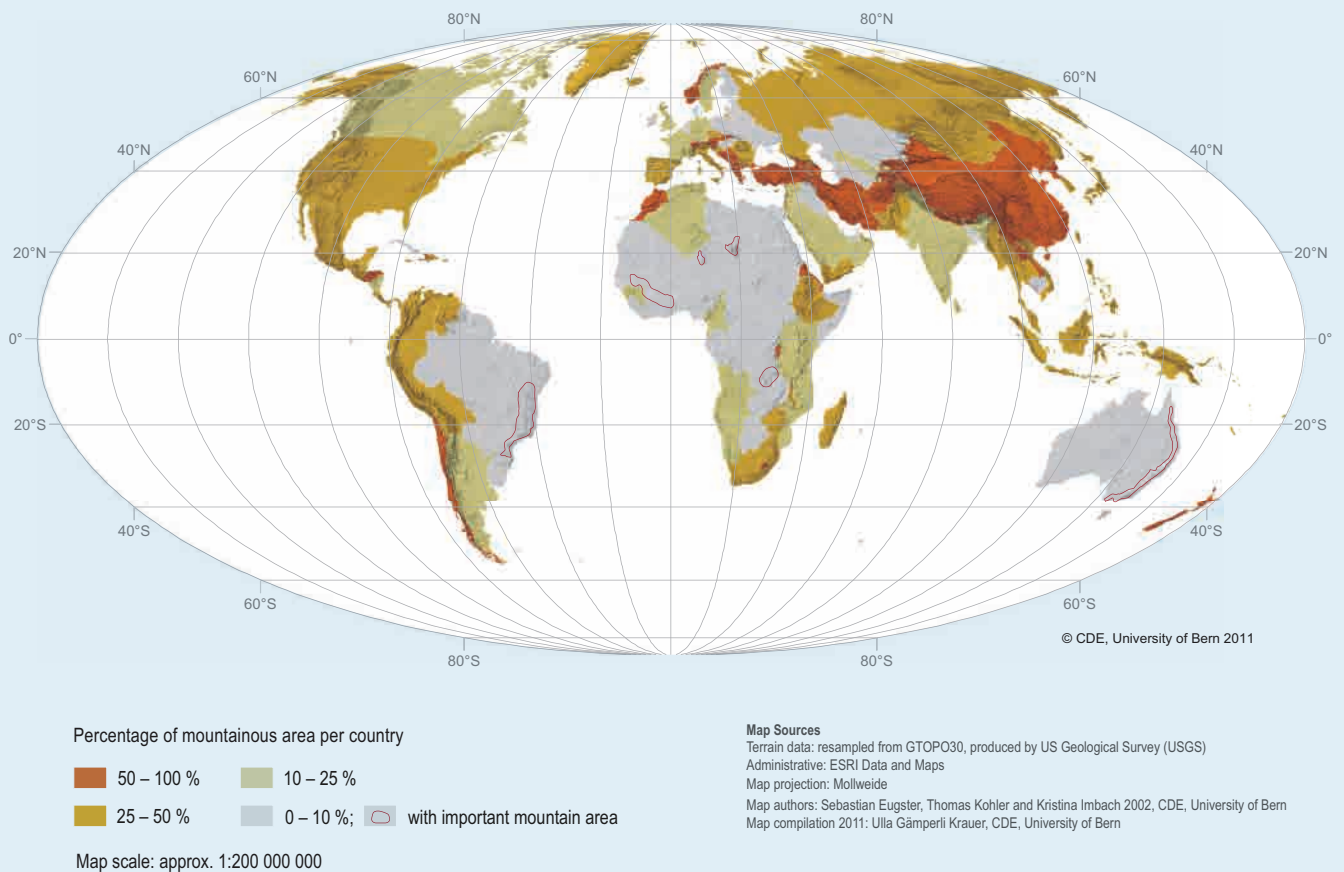 80°N
80°N
60°N
60°N
40°N
40°N
20°N
20°N
0°
0°
20°S
20°S
40°S
40°S
60°S
60°S
© CDE, University of Bern 2011
80°S
80°S
Percentage of mountainous area per country
50 – 100 %
10 – 25 %
25 – 50 %
0 – 10 %;
with important mountain area
Map scale: approx. 1:200 000 000
Map Sources
Terrain data: resampled from GTOPO30, produced by US Geological Survey (USGS)
Administrative: ESRI Data and Maps
Map projection: Mollweide
Map authors: Sebastian Eugster, Thomas Kohler and Kristina Imbach 2002, CDE, University of Bern
Map compilation 2011: Ulla Gämperli Krauer, CDE, University of Bern